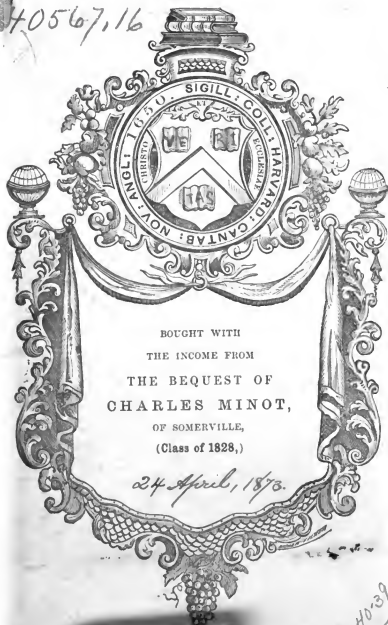 40567.16
SIGILL: COLL: HARVARD: CANTAB: NOV: ANGL: 1650
ET
CHRISTO
ECCLESIAE
VE RI
TAS
BOUGHT WITH
THE INCOME FROM
THE BEQUEST OF
CHARLES MINOT,
OF SOMERVILLE,
(Class of 1828,)
24 April, 1873.